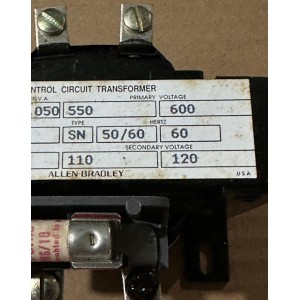 NTROL CIRCUIT TRANSFORMER
V.A. PRIMARY VOLTAGE
.050 550 600
TYPE HERTZ
SN 50/60 60
SECONDARY VOLTAGE
110 120
ALLEN-BRADLEY USA